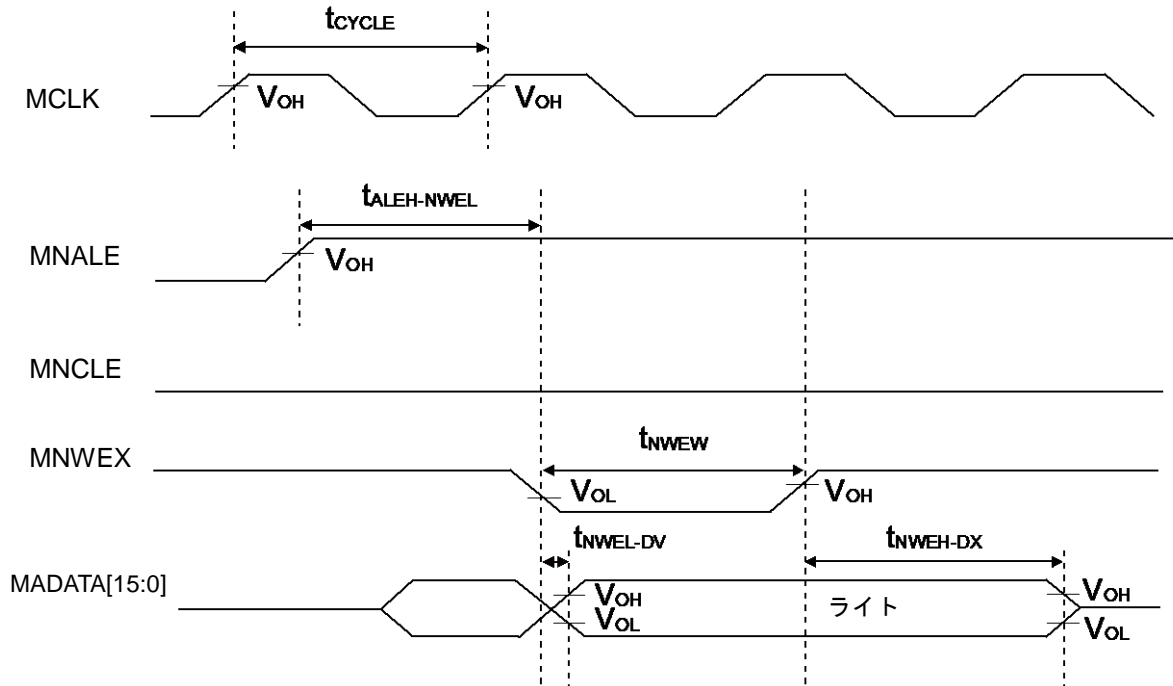 tCYCLE
MCLK
VOH
VOH
tALEH-NWEL
MNALE
VOH
MNCLE
tNWEW
MNWEX
VOL
VOH
tNWEL-DV
tNWEH-DX
MADATA[15:0]
VOH
ライト
VOH
VOL
VOL